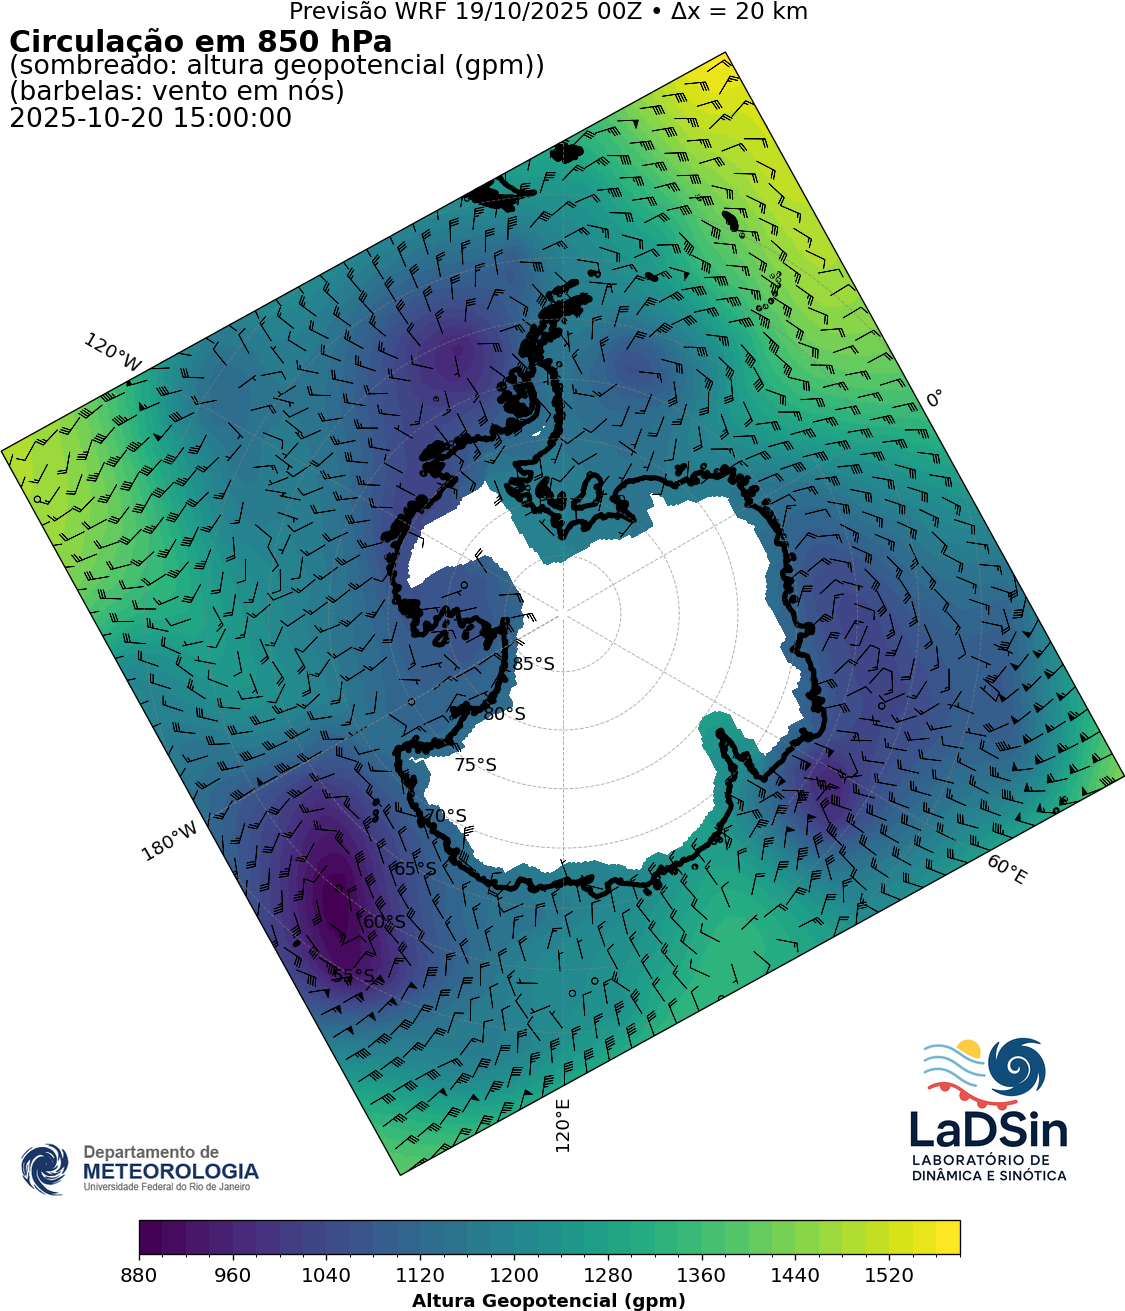 Previsão WRF 19/10/2025 00Z • Δx = 20 km
Circulação em 850 hPa
(sombreado: altura geopotencial (gpm))
(barbelas: vento em nós)
2025-10-20 15:00:00
120°W
0°
85°S
80°S
75°S
70°S
65°S
60°S
55°S
180°W
60°E
120°E
Departamento de
METEOROLOGIA
Universidade Federal do Rio de Janeiro
LaDSin
LABORATÓRIO DE
DINÂMICA E SINÓTICA
880 960 1040 1120 1200 1280 1360 1440 1520
Altura Geopotencial (gpm)